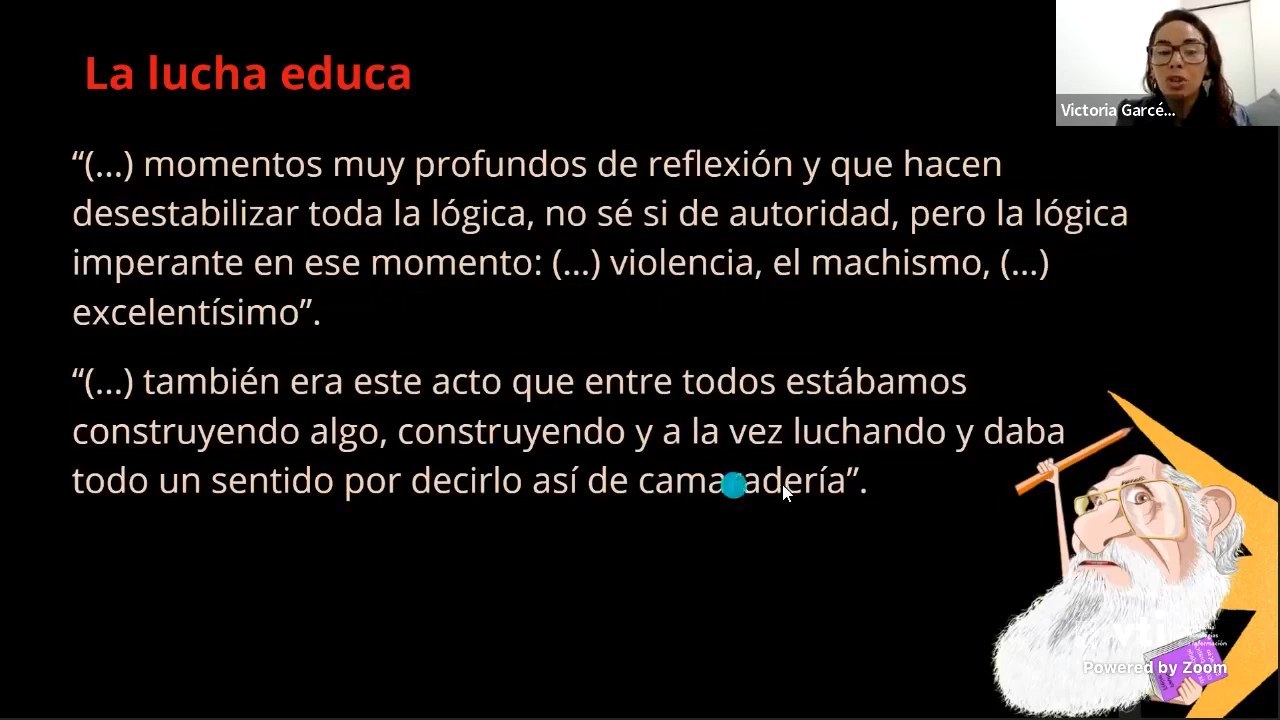 La lucha educa
Victoria Garcé...
“(...) momentos muy profundos de reflexión y que hacen
desestabilizar toda la lógica, no sé si de autoridad, pero la lógica
imperante en ese momento: (...) violencia, el machismo, (...)
excelentísimo”.
“(...) también era este acto que entre todos estábamos
construyendo algo, construyendo y a la vez luchando y daba
todo un sentido por decirlo así de camaradería”.
Powered by Zoom